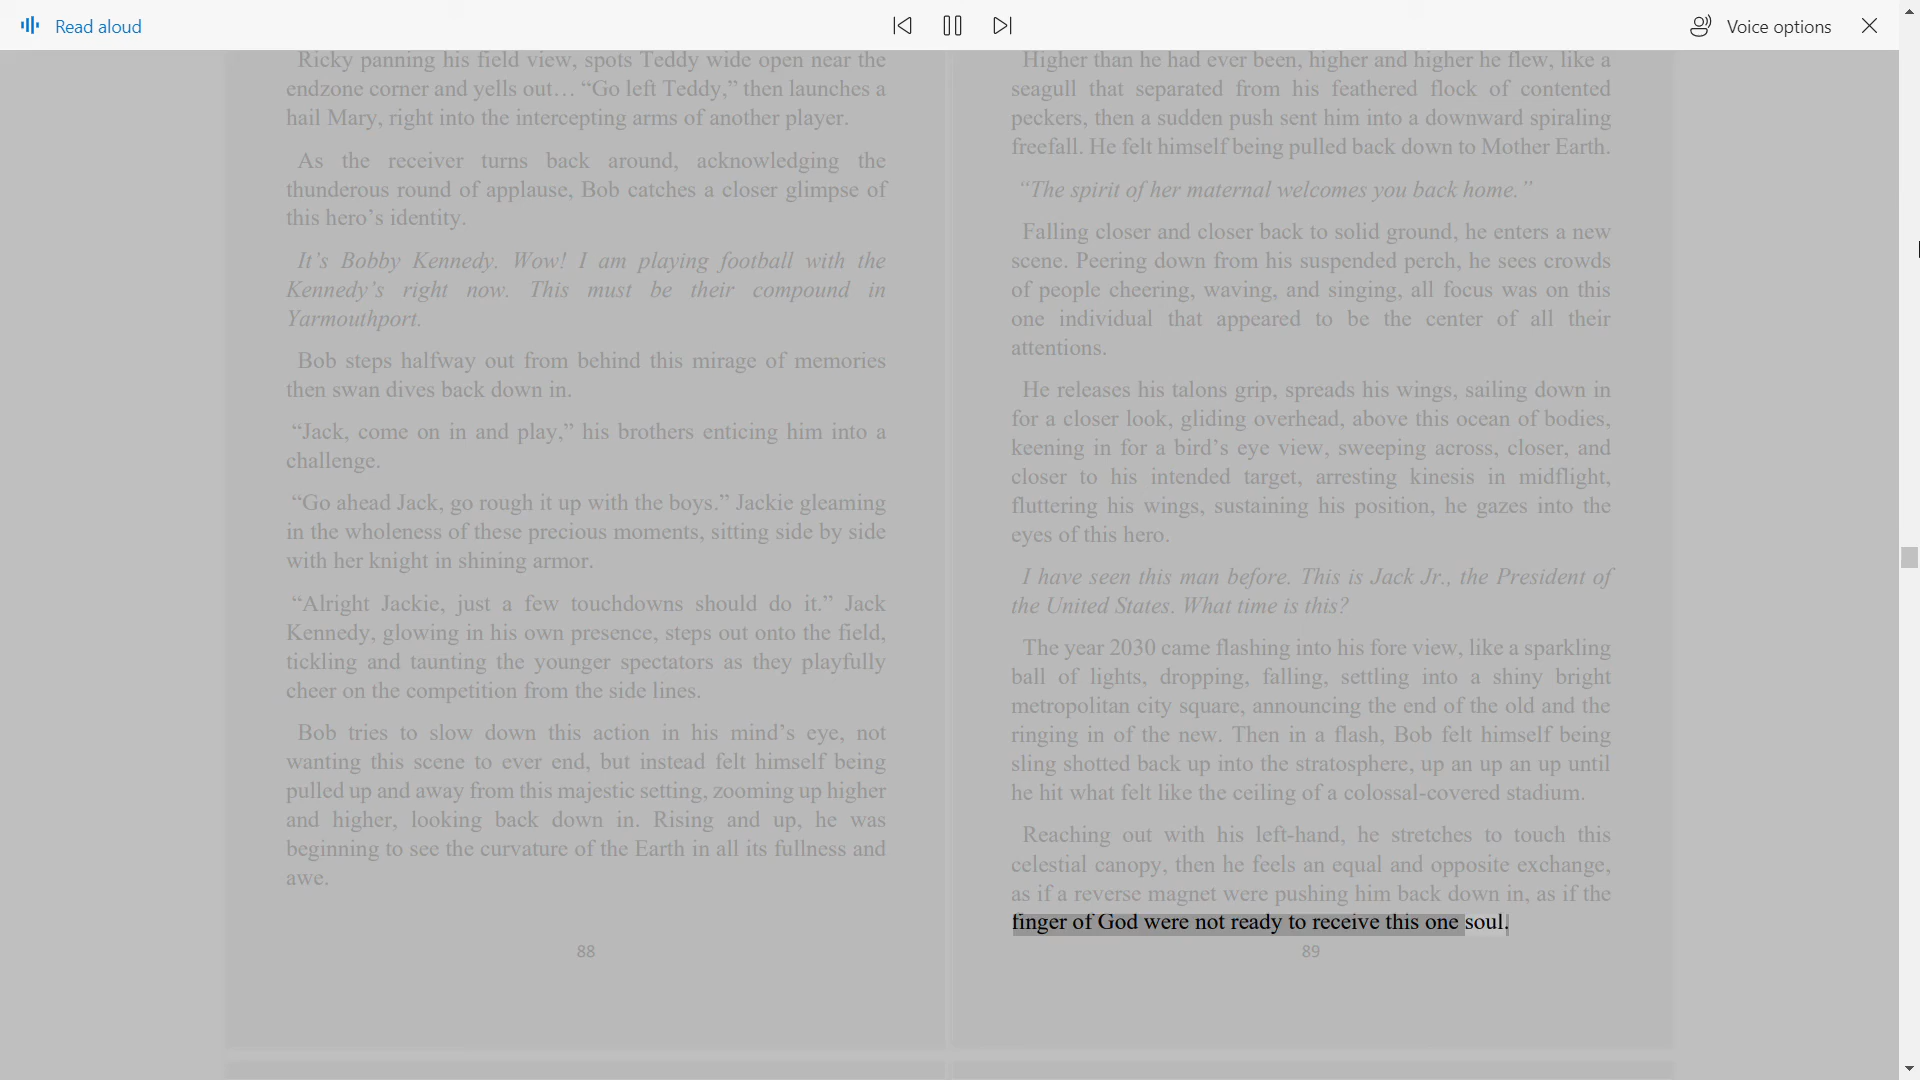 Read aloud
Voice options
Ricky panning his field view, spots Teddy wide open near the
endzone corner and yells out… “Go left Teddy,” then launches a
hail Mary, right into the intercepting arms of another player.
As the receiver turns back around, acknowledging the
thunderous round of applause, Bob catches a closer glimpse of
this hero’s identity.
It’s Bobby Kennedy. Wow! I am playing football with the
Kennedy’s right now. This must be their compound in
Yarmouthport.
Bob steps halfway out from behind this mirage of memories
then swan dives back down in.
“Jack, come on in and play,” his brothers enticing him into a
challenge.
“Go ahead Jack, go rough it up with the boys.” Jackie gleaming
in the wholeness of these precious moments, sitting side by side
with her knight in shining armor.
“Alright Jackie, just a few touchdowns should do it.” Jack
Kennedy, glowing in his own presence, steps out onto the field,
tickling and taunting the younger spectators as they playfully
cheer on the competition from the side lines.
Bob tries to slow down this action in his mind’s eye, not
wanting this scene to ever end, but instead felt himself being
pulled up and away from this majestic setting, zooming up higher
and higher, looking back down in. Rising and up, he was
beginning to see the curvature of the Earth in all its fullness and
awe.
88
Higher than he had ever been, higher and higher he flew, like a
seagull that separated from his feathered flock of contented
peckers, then a sudden push sent him into a downward spiraling
freefall. He felt himself being pulled back down to Mother Earth.
“The spirit of her maternal welcomes you back home.”
Falling closer and closer back to solid ground, he enters a new
scene. Peering down from his suspended perch, he sees crowds
of people cheering, waving, and singing, all focus was on this
one individual that appeared to be the center of all their
attentions.
He releases his talons grip, spreads his wings, sailing down in
for a closer look, gliding overhead, above this ocean of bodies,
keening in for a bird’s eye view, sweeping across, closer, and
closer to his intended target, arresting kinesis in midflight,
fluttering his wings, sustaining his position, he gazes into the
eyes of this hero.
I have seen this man before. This is Jack Jr., the President of
the United States. What time is this?
The year 2030 came flashing into his fore view, like a sparkling
ball of lights, dropping, falling, settling into a shiny bright
metropolitan city square, announcing the end of the old and the
ringing in of the new. Then in a flash, Bob felt himself being
sling shotted back up into the stratosphere, up an up an up until
he hit what felt like the ceiling of a colossal-covered stadium.
Reaching out with his left-hand, he stretches to touch this
celestial canopy, then he feels an equal and opposite exchange,
as if a reverse magnet were pushing him back down in, as if the
finger of God were not ready to receive this one soul.
89